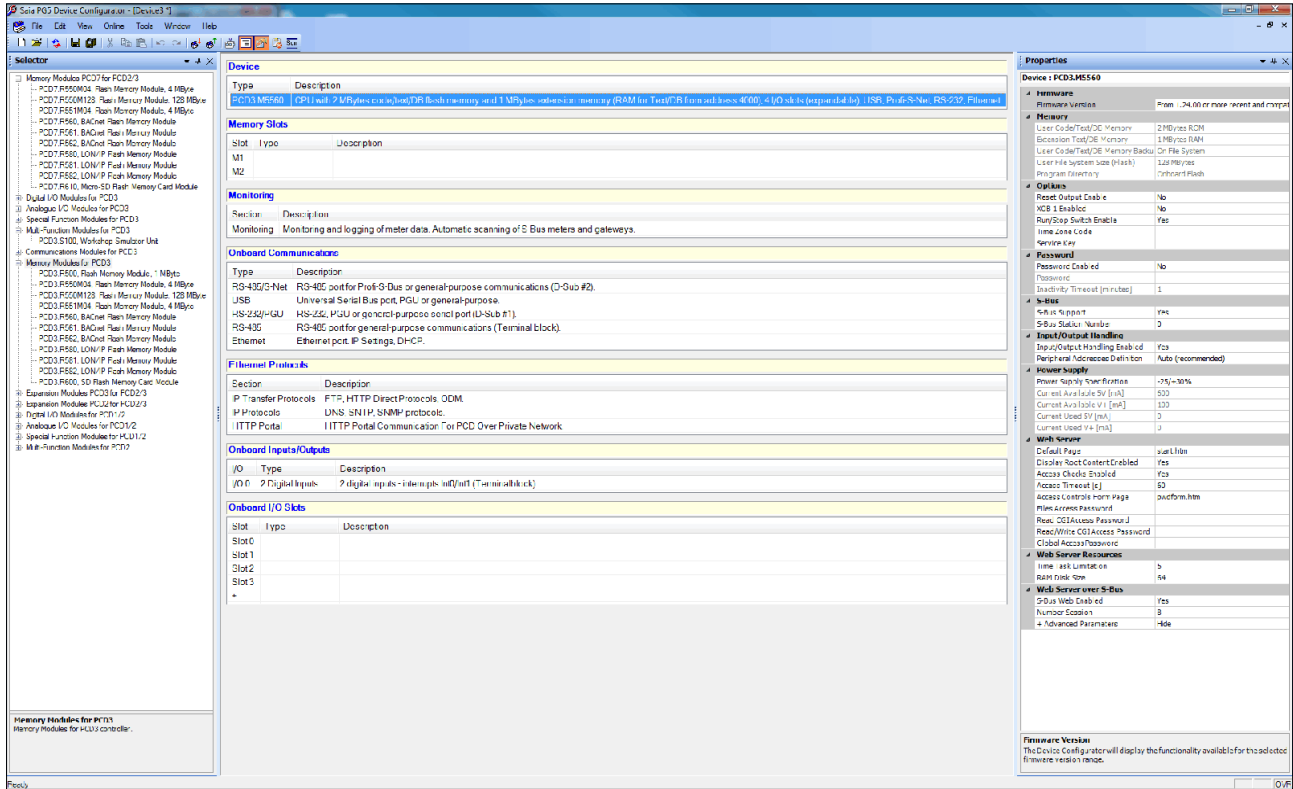 Saia PG5 Device Configurator - [Device3 *]
File Edit View Online Tools Window Help
Selector
Memory Modules PCD7 for PCD2/3
PCD7.R550M04, Flash Memory Module, 4 MByte
PCD7.R550M128, Flash Memory Module, 128 MByte
PCD7.R551M04, Flash Memory Module, 4 MByte
PCD7.R560, BACnet Flash Memory Module
PCD7.R561, BACnet Flash Memory Module
PCD7.R562, BACnet Flash Memory Module
PCD7.R580, LON/IP Flash Memory Module
PCD7.R581, LON/IP Flash Memory Module
PCD7.R582, LON/IP Flash Memory Module
PCD7.R610, Micro-SD Flash Memory Card Module
Digital I/O Modules for PCD3
Analogue I/O Modules for PCD3
Special Function Modules for PCD3
Multi-Function Modules for PCD3
PCD3.S100, Workshop Simulator Unit
Communications Modules for PCD3
Memory Modules for PCD3
PCD3.R500, Flash Memory Module, 1 MByte
PCD3.R550M04, Flash Memory Module, 4 MByte
PCD3.R550M128, Flash Memory Module, 128 MByte
PCD3.R551M04, Flash Memory Module, 4 MByte
PCD3.R560, BACnet Flash Memory Module
PCD3.R561, BACnet Flash Memory Module
PCD3.R562, BACnet Flash Memory Module
PCD3.R580, LON/IP Flash Memory Module
PCD3.R581, LON/IP Flash Memory Module
PCD3.R582, LON/IP Flash Memory Module
PCD3.R600, SD Flash Memory Card Module
Expansion Modules PCD3 for PCD2/3
Expansion Modules PCD2 for PCD2/3
Digital I/O Modules for PCD1/2
Analogue I/O Modules for PCD1/2
Special Function Modules for PCD1/2
Multi-Function Modules for PCD2
Memory Modules for PCD3
Memory Modules for PCD3 controller.
Ready
Device
Type Description
PCD3.M5560 CPU with 2 MBytes code/text/DB flash memory and 1 MBytes extension memory (RAM for Text/DB from address 4000), 4 I/O slots (expandable), USB, Profi-S-Net, RS-232, Ethernet
Memory Slots
Slot Type Description
M1
M2
Monitoring
Section Description
Monitoring Monitoring and logging of meter data. Automatic scanning of S-Bus meters and gateways.
Onboard Communications
Type Description
RS-485/S-Net RS-485 port for Profi-S-Bus or general-purpose communications (D-Sub #2).
USB Universal Serial Bus port, PGU or general-purpose.
RS-232/PGU RS-232, PGU or general-purpose serial port (D-Sub #1).
RS-485 RS-485 port for general-purpose communications (Terminal block).
Ethernet Ethernet port. IP Settings, DHCP.
Ethernet Protocols
Section Description
IP Transfer Protocols FTP, HTTP Direct Protocols, ODM.
IP Protocols DNS, SNTP, SNMP protocols.
HTTP Portal HTTP Portal Communication For PCD Over Private Network
Onboard Inputs/Outputs
I/O Type Description
I/O 0 2 Digital Inputs 2 digital inputs - interrupts Int0/Int1 (Terminalblock)
Onboard I/O Slots
Slot Type Description
Slot 0
Slot 1
Slot 2
Slot 3
+
Properties
Device : PCD3.M5560
Firmware
Firmware Version From 1.24.00 or more recent and compat
Memory
User Code/Text/DB Memory 2 MBytes ROM
Extension Text/DB Memory 1 MBytes RAM
User Code/Text/DB Memory Backu On File System
User File System Size (Flash) 128 MBytes
Program Directory Onboard Flash
Options
Reset Output Enable No
XOB 1 Enabled No
Run/Stop Switch Enable Yes
Time Zone Code
Service Key
Password
Password Enabled No
Password
Inactivity Timeout [minutes] 1
S-Bus
S-Bus Support Yes
S-Bus Station Number 0
Input/Output Handling
Input/Output Handling Enabled Yes
Peripheral Addresses Definition Auto (recommended)
Power Supply
Power Supply Specification -25/+30%
Current Available 5V [mA] 600
Current Available V+ [mA] 100
Current Used 5V [mA] 0
Current Used V+ [mA] 0
Web Server
Default Page start.htm
Display Root Content Enabled Yes
Access Checks Enabled Yes
Access Timeout [s] 60
Access Controls Form Page pwdform.htm
Files Access Password
Read CGI Access Password
Read/Write CGI Access Password
Global Access Password
Web Server Resources
Time Task Limitation 5
RAM Disk Size 64
Web Server over S-Bus
S-Bus Web Enabled Yes
Number Session 8
+ Advanced Parameters Hide
Firmware Version
The Device Configurator will display the functionality available for the selected
firmware version range.
OVR